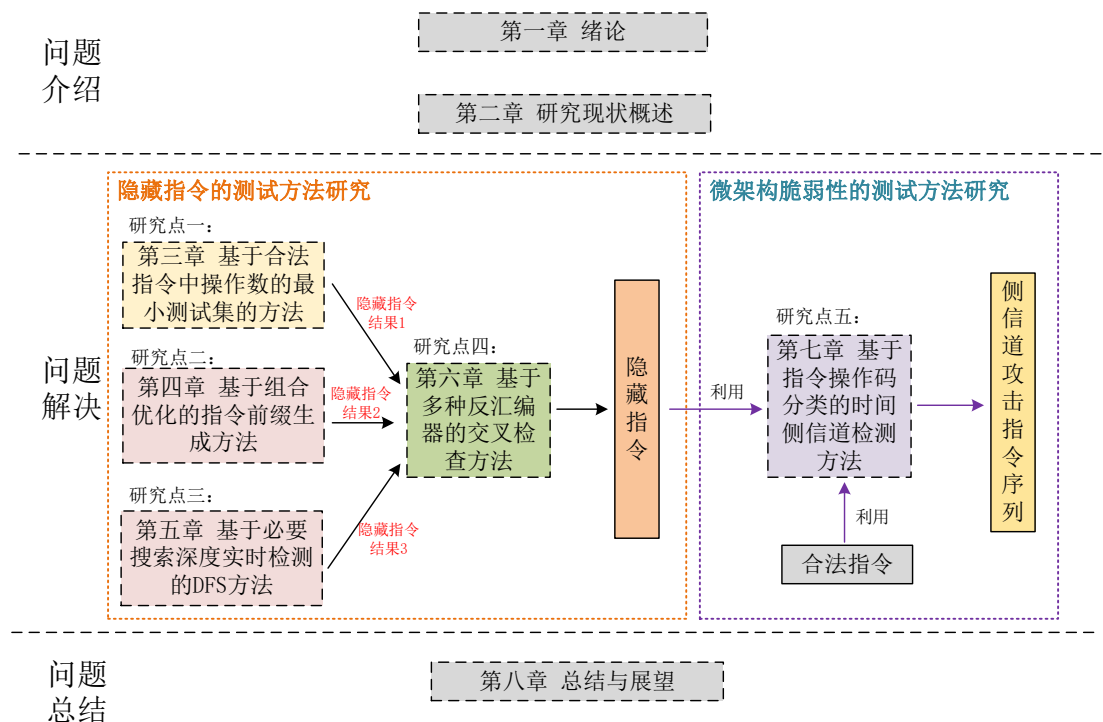 问题
介绍
第一章 绪论
第二章 研究现状概述
隐藏指令的测试方法研究
微架构脆弱性的测试方法研究
问题
解决
研究点一：
第三章 基于合法
指令中操作数的最
小测试集的方法
隐藏指令
结果1
研究点二：
第四章 基于组合
优化的指令前缀生
成方法
隐藏指令
结果2
研究点三：
第五章 基于必要
搜索深度实时检测
的DFS方法
隐藏指令
结果3
研究点四：
第六章 基于
多种反汇编
器的交叉检
查方法
隐
藏
指
令
利用
研究点五：
第七章 基于
指令操作码
分类的时间
侧信道检测
方法
利用
合法指令
侧
信
道
攻
击
指
令
序
列
问题
总结
第八章 总结与展望